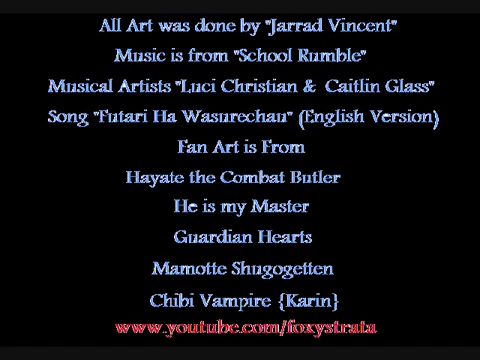 All Art was done by "Jarrad Vincent"
Music is from "School Rumble"
Musical Artists "Luci Christian & Caitlin Glass"
Song "Futari Ha Wasurechau" (English Version)
Fan Art is From
Hayate the Combat Butler
He is my Master
Guardian Hearts
Mamotte Shugogetten
Chibi Vampire {Karin}
www.youtube.com/foxystrata